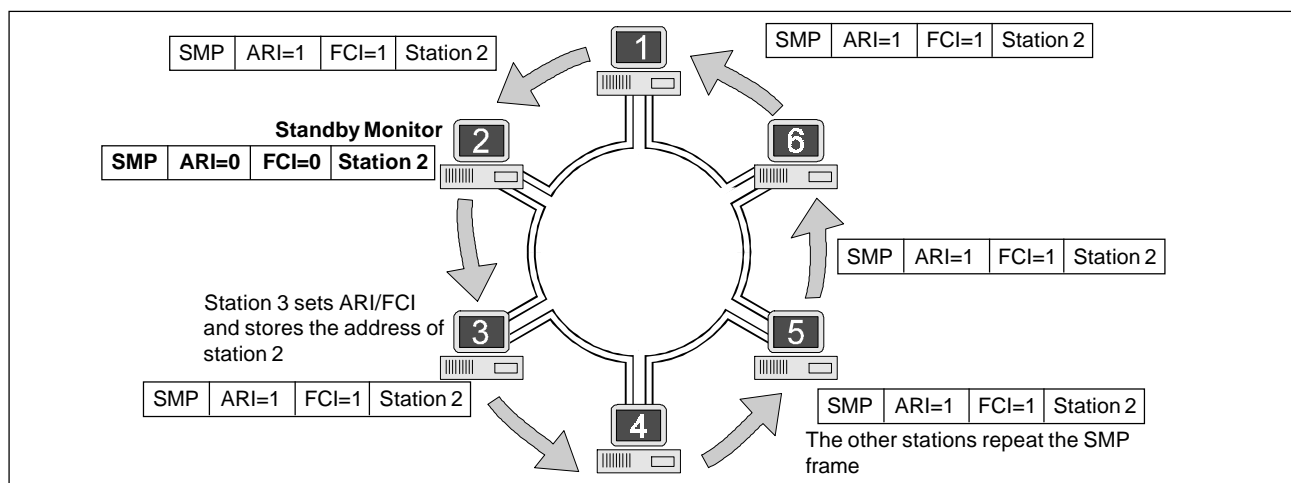 SMP ARI=1 FCI=1 Station 2
1
SMP ARI=1 FCI=1 Station 2
Standby Monitor
2
6
SMP ARI=0 FCI=0 Station 2
SMP ARI=1 FCI=1 Station 2
Station 3 sets ARI/FCI
and stores the address of
station 2
3
5
SMP ARI=1 FCI=1 Station 2
4
SMP ARI=1 FCI=1 Station 2
The other stations repeat the SMP
frame